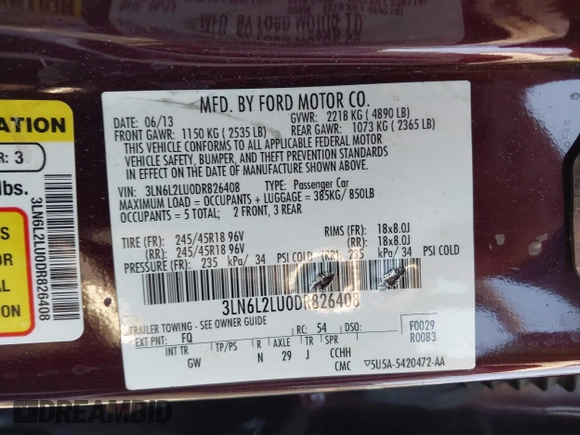 MFD. BY FORD MOTOR CO.
DATE: 06/13 GVWR: 2218 KG ( 4890 LB)
FRONT GAWR: 1150 KG ( 2535 LB) REAR GAWR: 1073 KG ( 2365 LB)
THIS VEHICLE CONFORMS TO ALL APPLICABLE FEDERAL MOTOR
VEHICLE SAFETY, BUMPER, AND THEFT PREVENTION STANDARDS
IN EFFECT ON THE DATE OF MANUFACTURE SHOWN ABOVE.
VIN: 3LN6L2LU0DR826408 TYPE: Passenger Car
MAXIMUM OCCUPANTS + LUGGAGE = 385KG/ 850LB
OCCUPANTS = 5 TOTAL; 2 FRONT, 3 REAR
TIRE (FR): 245/45R18 96V RIMS (FR): 18x8.0J
(RR): 245/45R18 96V (RR): 18x8.0J
PRESSURE (FR): 235 kPa/ 34 PSI COLD (RR): 235 kPa/ 34 PSI COLD
3LN6L2LU0DR826408
TRAILER TOWING - SEE OWNER GUIDE
EXT PNT: FQ RC: 54 DSO: F0029
R0083
INT TR TP/PS R AXLE TR SPR
GW N 29 J CCHH
CMC 5U5A-5420472-AA
ATION
R: 3
lbs.
3LN6L2LU0DR826408
S
OR
AL
S
DREAMBID